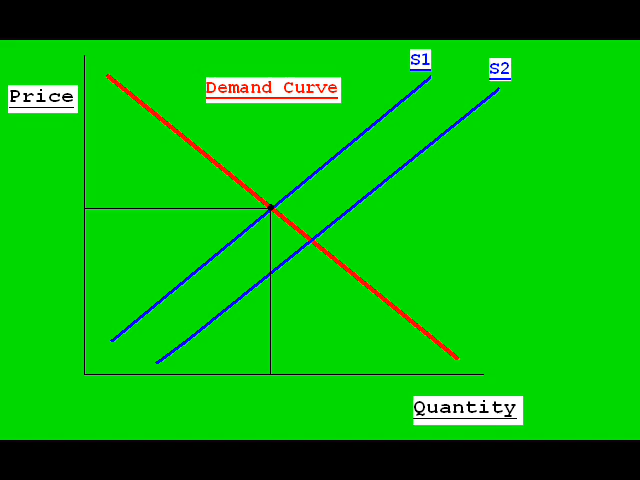 S1
S2
Demand Curve
Price
Quantity